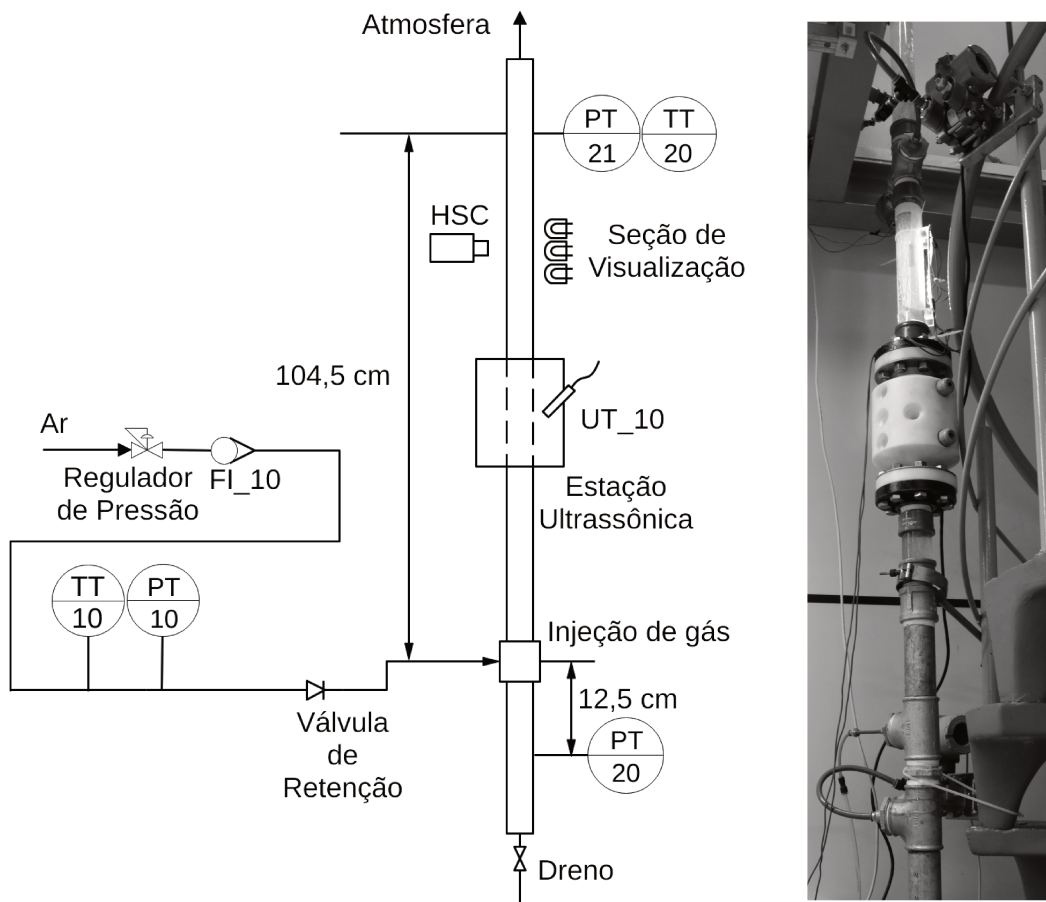 Atmosfera
PT
21
TT
20
HSC
Seção de
Visualização
104,5 cm
UT_10
Ar
Regulador
de Pressão
FI_10
Estação
Ultrassônica
TT
10
PT
10
Injeção de gás
12,5 cm
Válvula
de
Retenção
PT
20
Dreno